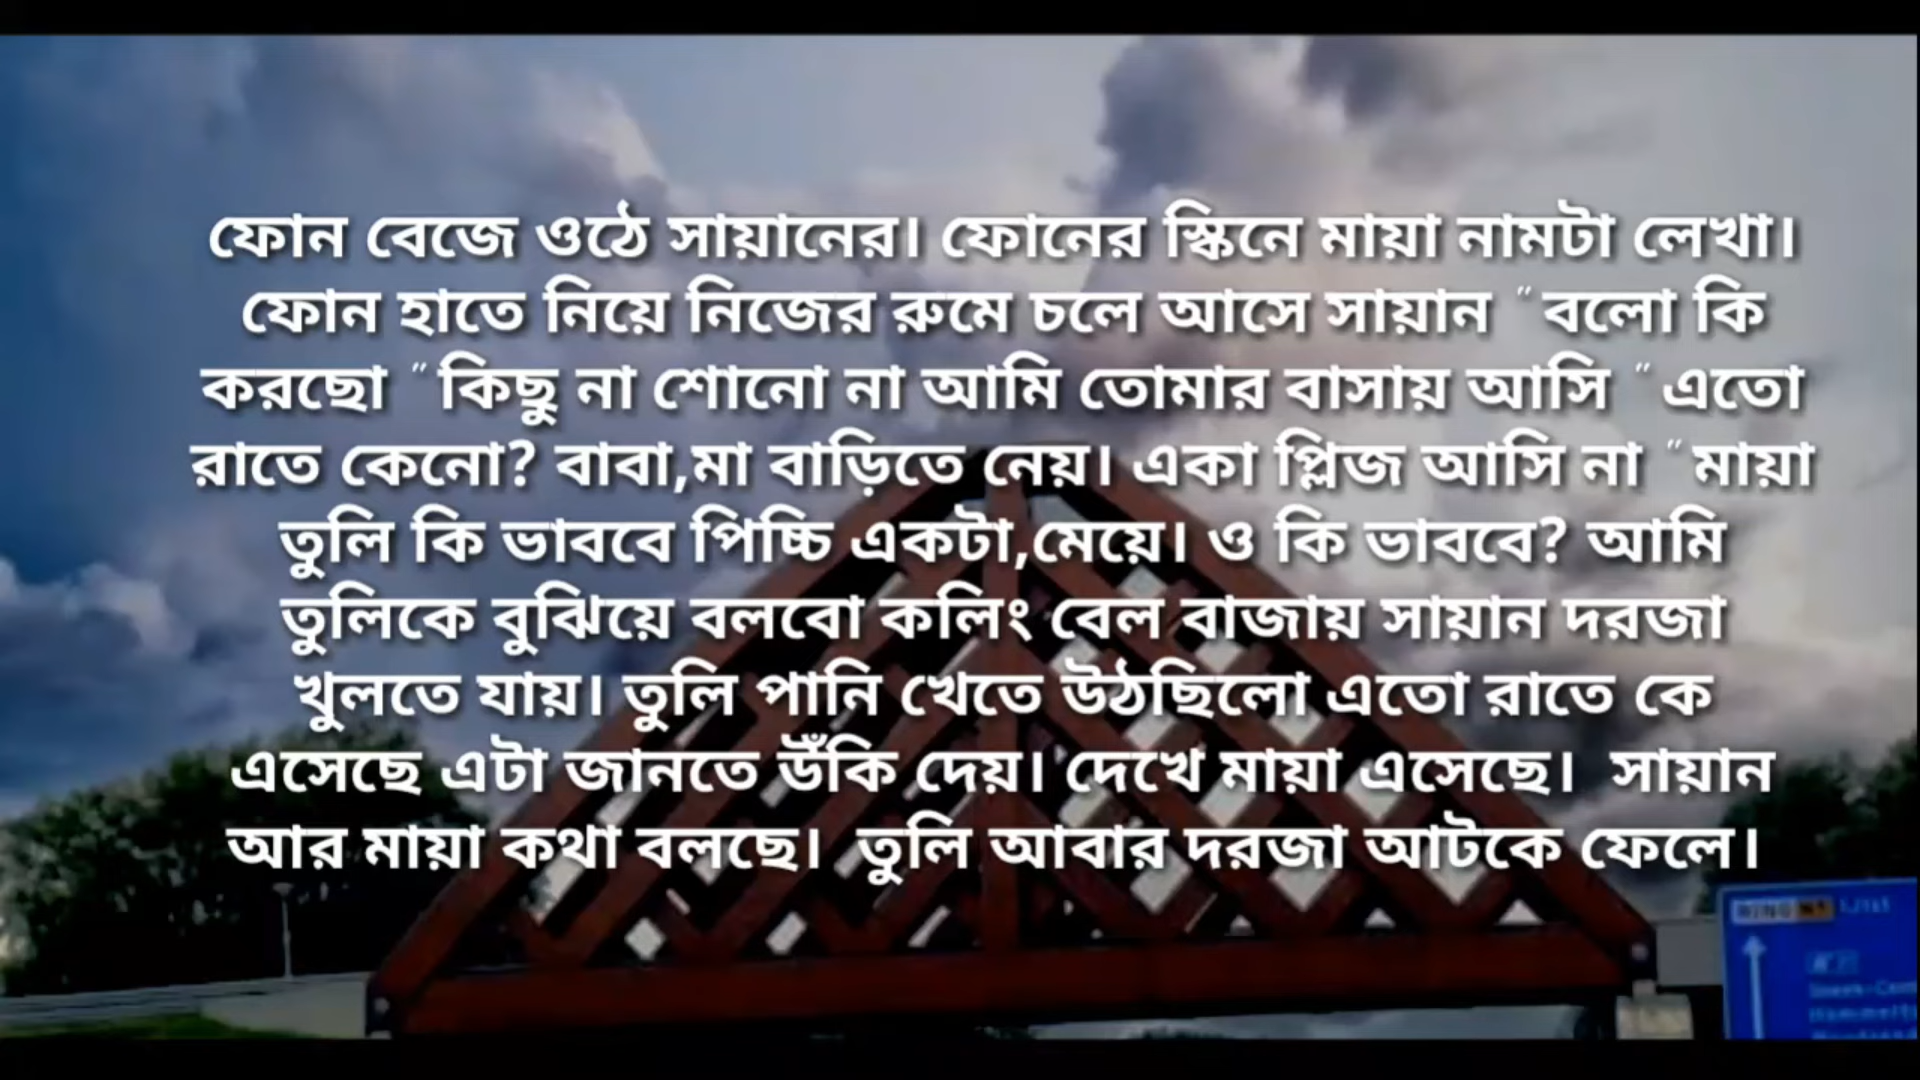 ফোন বেজে ওঠে সায়ানের। ফোনের স্কিনে মায়া নামটা লেখা।
ফোন হাতে নিয়ে নিজের রুমে চলে আসে সায়ান ˝ বলো কি
করছো ˝ কিছু না শোনো না আমি তোমার বাসায় আসি ˝ এতো
রাতে কেনো? বাবা,মা বাড়িতে নেয়। একা প্লিজ আসি না ˝ মায়া
তুলি কি ভাববে পিচ্চি একটা,মেয়ে। ও কি ভাববে? আমি
তুলিকে বুঝিয়ে বলবো কলিং বেল বাজায় সায়ান দরজা
খুলতে যায়। তুলি পানি খেতে উঠছিলো এতো রাতে কে
এসেছে এটা জানতে উঁকি দেয়। দেখে মায়া এসেছে। সায়ান
আর মায়া কথা বলছে। তুলি আবার দরজা আটকে ফেলে।
RING